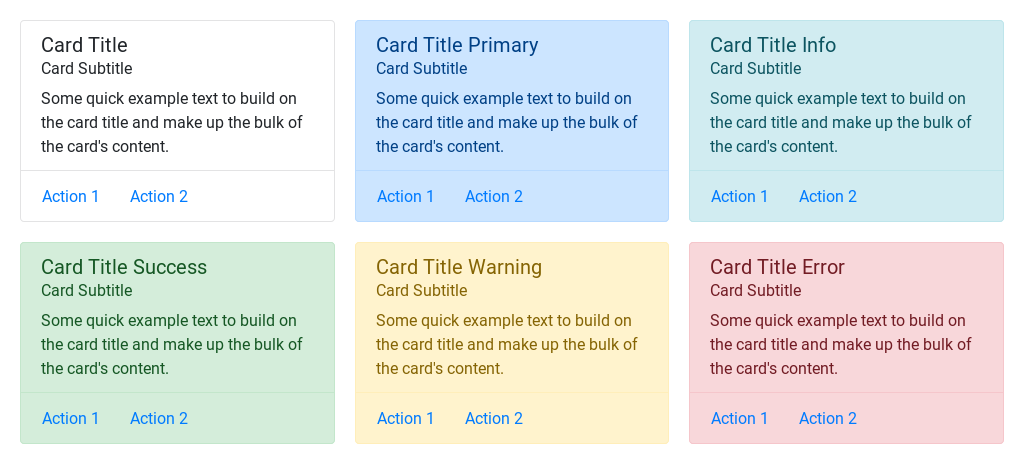 Card Title
Card Subtitle
Some quick example text to build on
the card title and make up the bulk of
the card's content.
Action 1 Action 2
Card Title Primary
Card Subtitle
Some quick example text to build on
the card title and make up the bulk of
the card's content.
Action 1 Action 2
Card Title Info
Card Subtitle
Some quick example text to build on
the card title and make up the bulk of
the card's content.
Action 1 Action 2
Card Title Success
Card Subtitle
Some quick example text to build on
the card title and make up the bulk of
the card's content.
Action 1 Action 2
Card Title Warning
Card Subtitle
Some quick example text to build on
the card title and make up the bulk of
the card's content.
Action 1 Action 2
Card Title Error
Card Subtitle
Some quick example text to build on
the card title and make up the bulk of
the card's content.
Action 1 Action 2